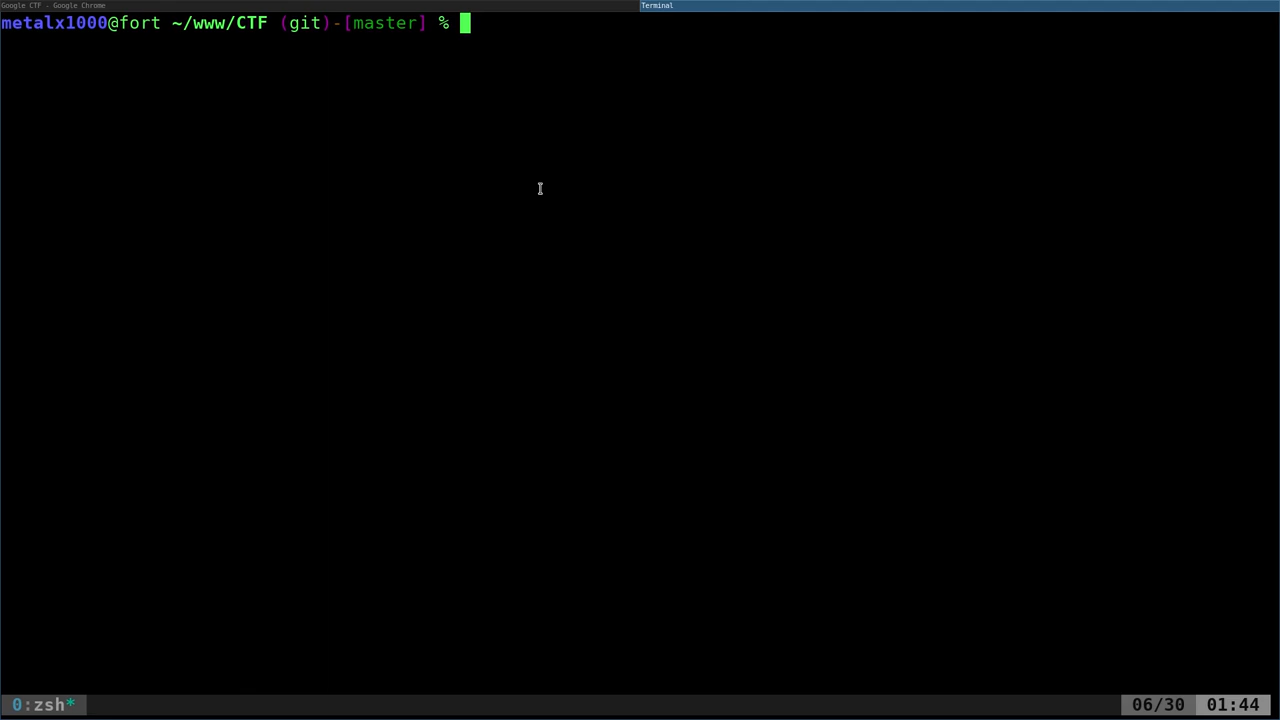 Google CTF - Google Chrome
Terminal
metalx1000@fort ~/www/CTF (git)-[master] %
0:zsh*
06/30 01:44